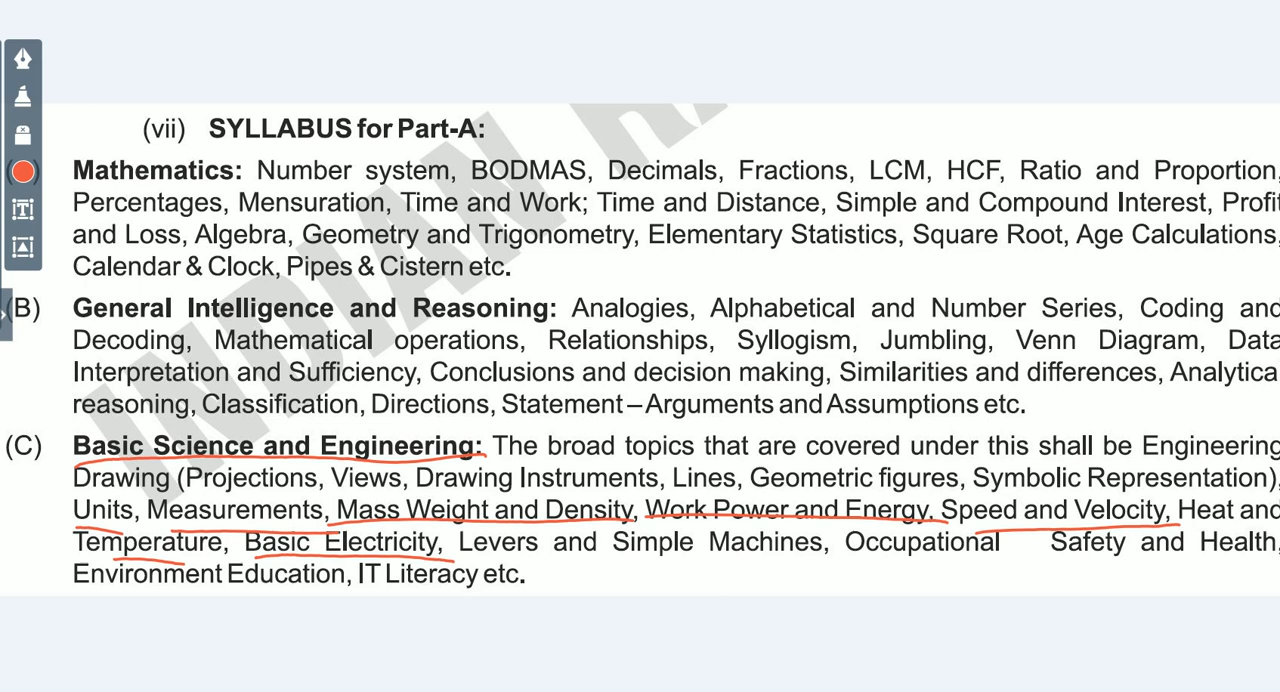 (vii) SYLLABUS for Part-A:
Mathematics: Number system, BODMAS, Decimals, Fractions, LCM, HCF, Ratio and Proportion,
Percentages, Mensuration, Time and Work; Time and Distance, Simple and Compound Interest, Profit
and Loss, Algebra, Geometry and Trigonometry, Elementary Statistics, Square Root, Age Calculations,
Calendar & Clock, Pipes & Cistern etc.
(B) General Intelligence and Reasoning: Analogies, Alphabetical and Number Series, Coding and
Decoding, Mathematical operations, Relationships, Syllogism, Jumbling, Venn Diagram, Data
Interpretation and Sufficiency, Conclusions and decision making, Similarities and differences, Analytica
reasoning, Classification, Directions, Statement – Arguments and Assumptions etc.
(C) Basic Science and Engineering: The broad topics that are covered under this shall be Engineering
Drawing (Projections, Views, Drawing Instruments, Lines, Geometric figures, Symbolic Representation),
Units, Measurements, Mass Weight and Density, Work Power and Energy, Speed and Velocity, Heat and
Temperature, Basic Electricity, Levers and Simple Machines, Occupational Safety and Health,
Environment Education, IT Literacy etc.
INDIAN